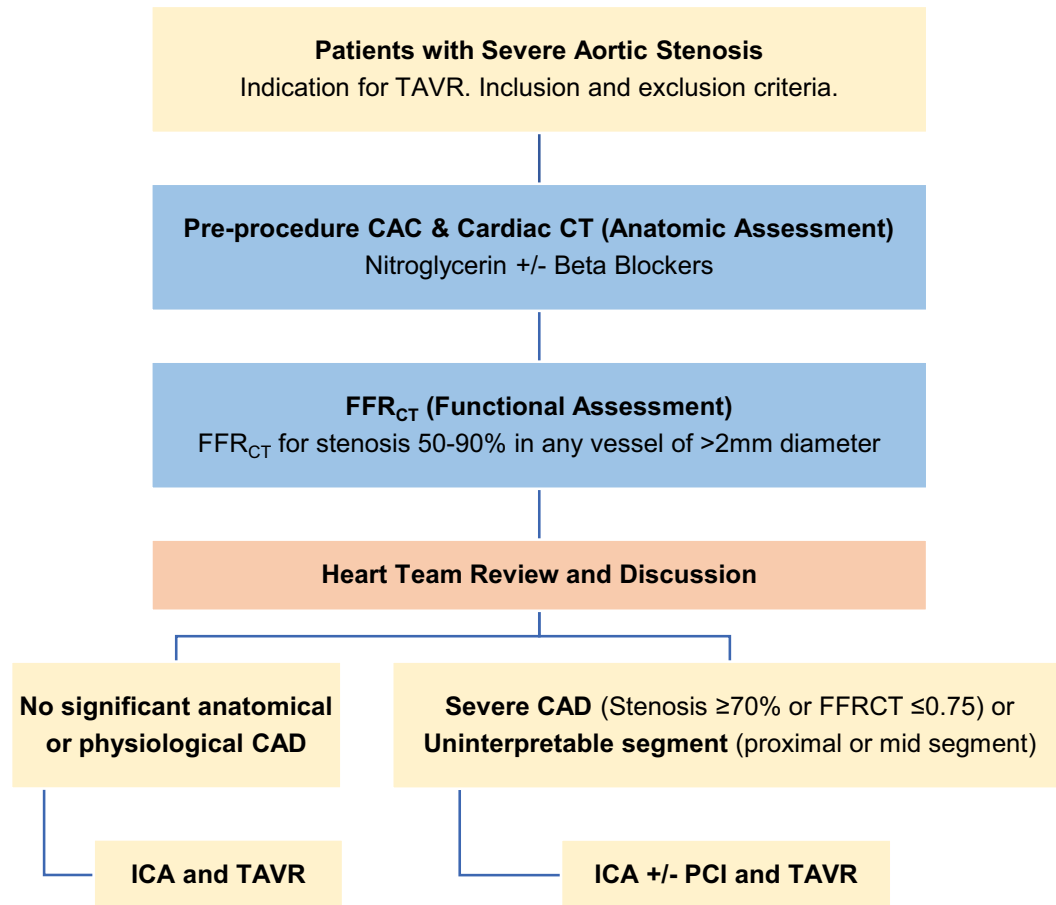 Patients with Severe Aortic Stenosis
Indication for TAVR. Inclusion and exclusion criteria.
Pre-procedure CAC & Cardiac CT (Anatomic Assessment)
Nitroglycerin +/- Beta Blockers
FFRCT (Functional Assessment)
FFRCT for stenosis 50-90% in any vessel of >2mm diameter
Heart Team Review and Discussion
No significant anatomical
or physiological CAD
Severe CAD (Stenosis ≥70% or FFRCT ≤0.75) or
Uninterpretable segment (proximal or mid segment)
ICA and TAVR
ICA +/- PCI and TAVR